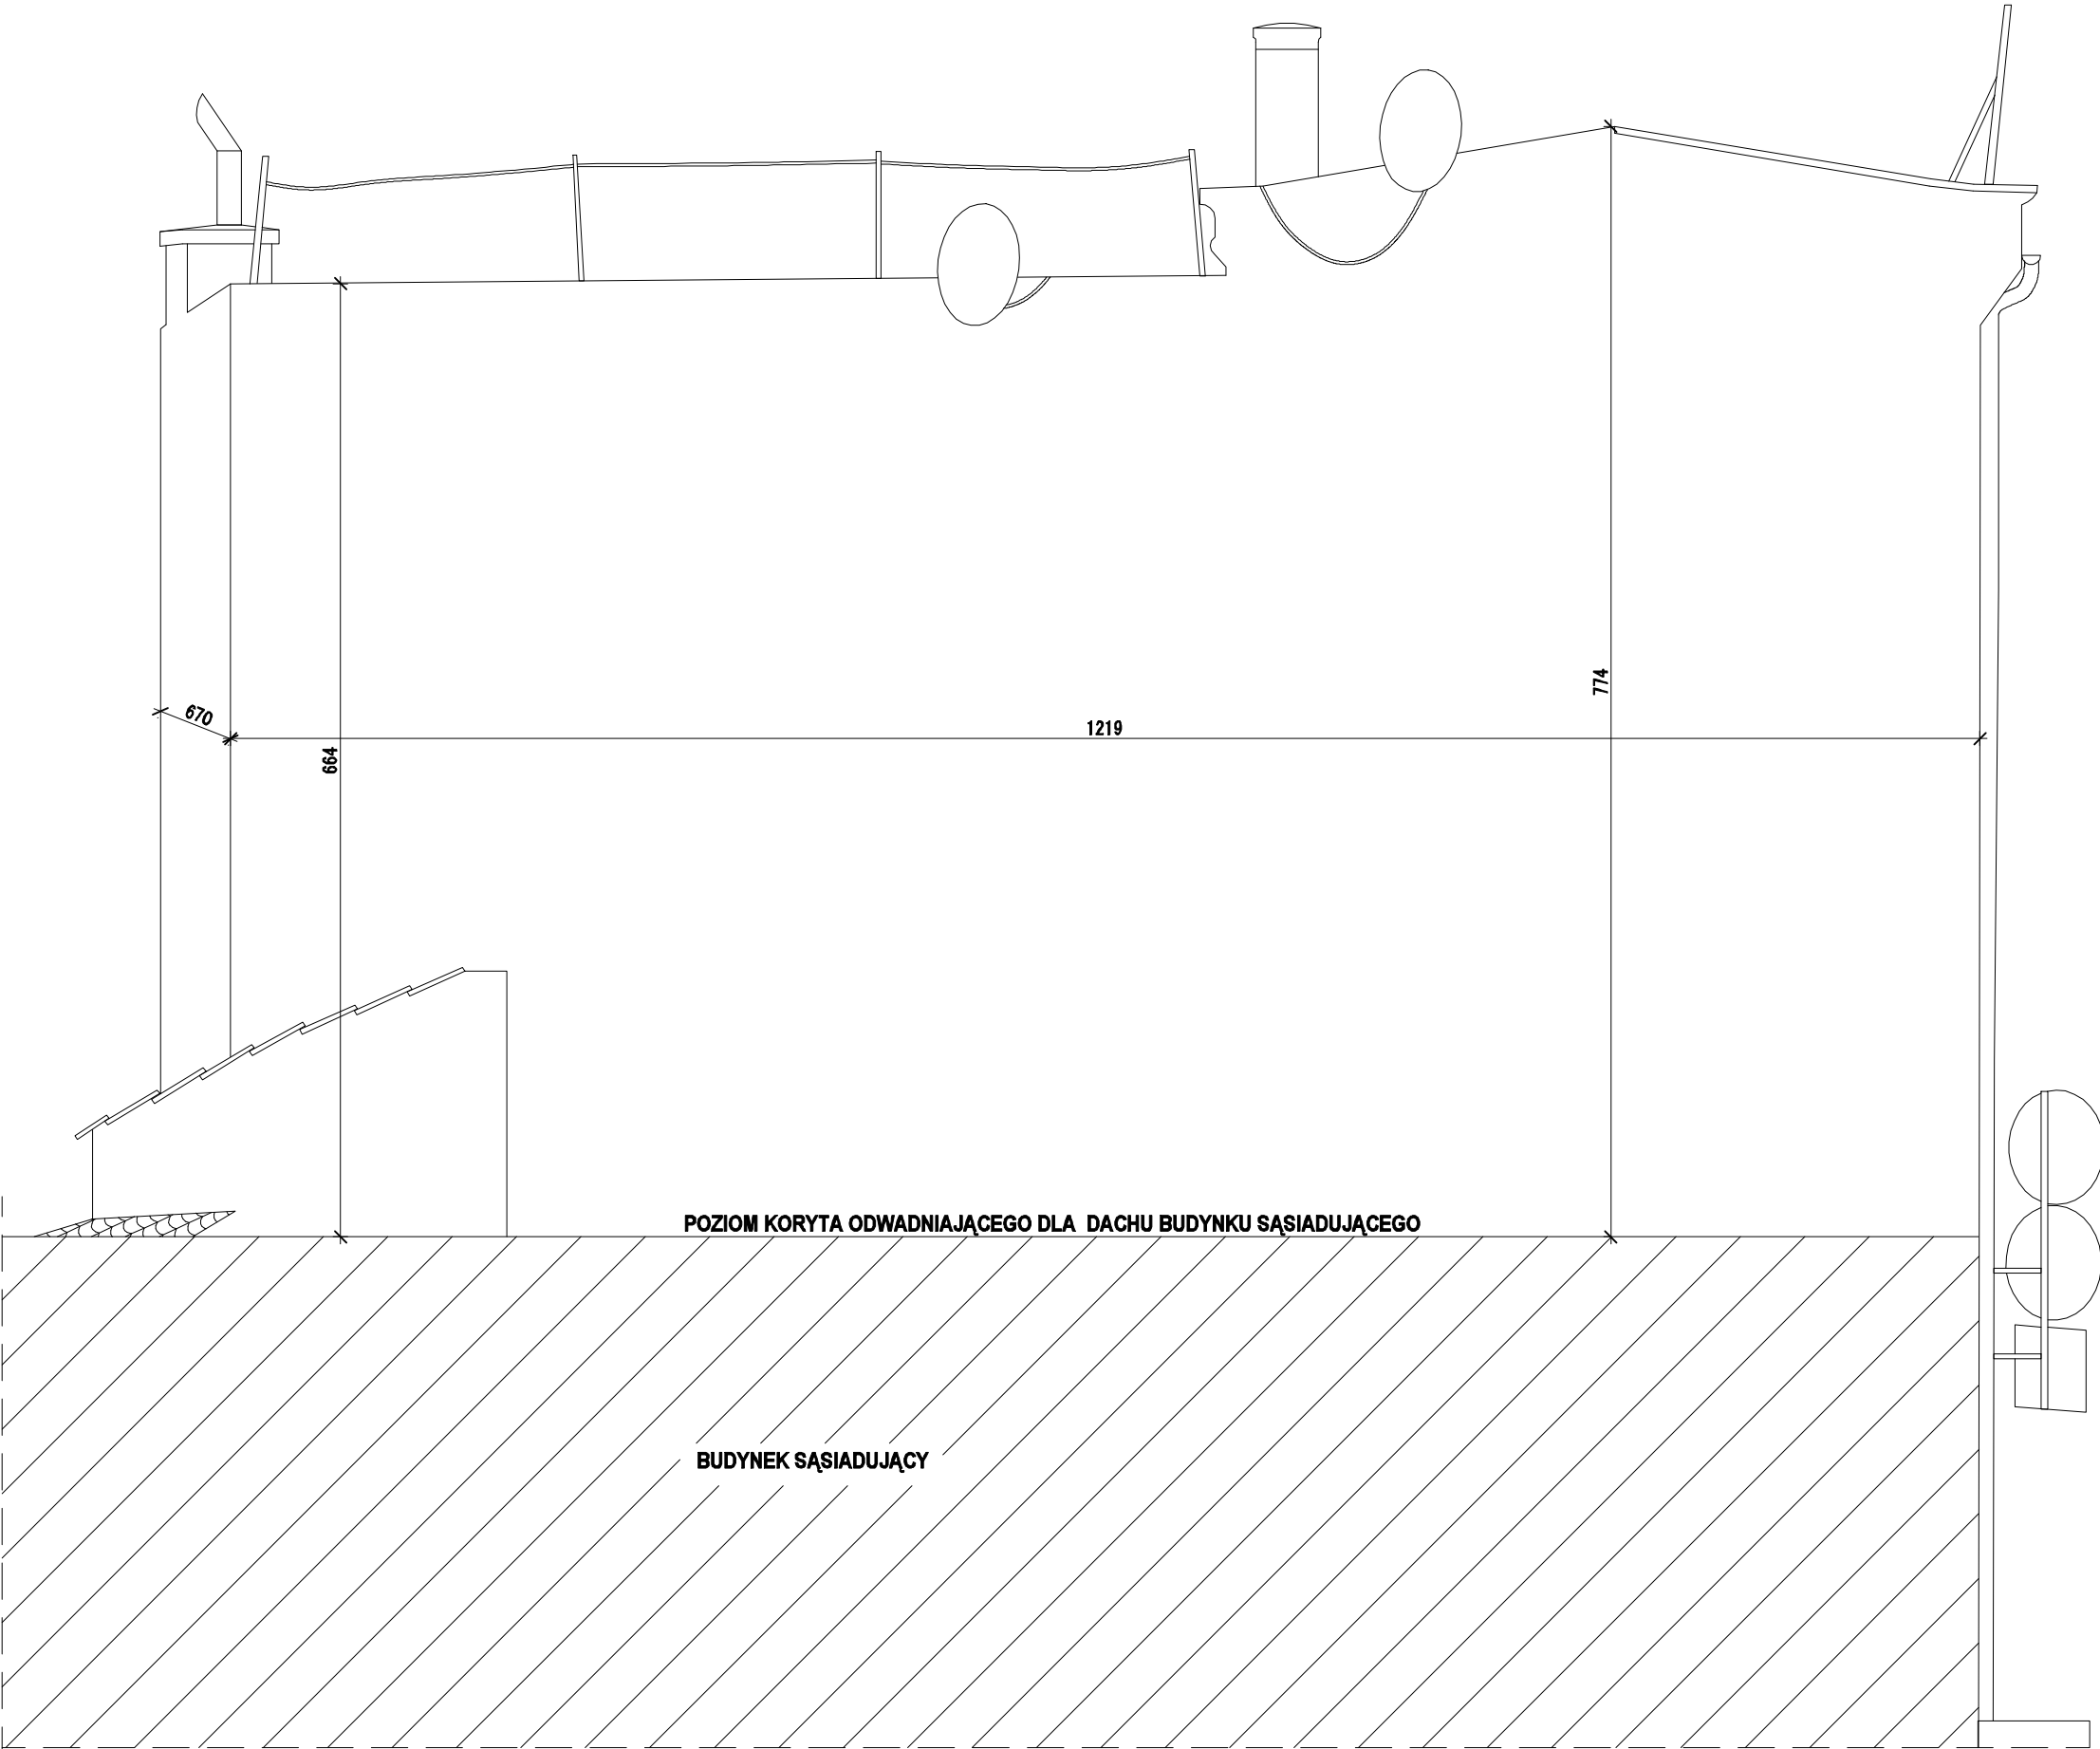 670
664
1219
774
POZIOM KORYTA ODWADNIAJĄCEGO DLA DACHU BUDYNKU SĄSIADUJĄCEGO
BUDYNEK SĄSIADUJĄCY